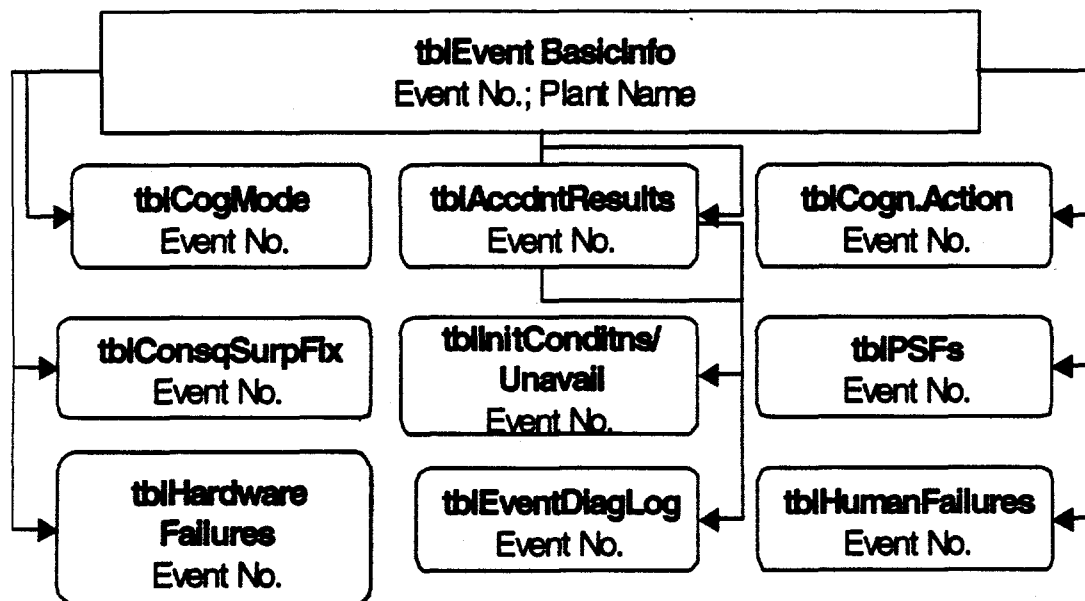 tblEvent BasicInfo
Event No.; Plant Name
tblCogMode
Event No.
tblAccdntResults
Event No.
tblCogn.Action
Event No.
tblConsqSurpFix
Event No.
tblInitConditns/
Unavail
Event No.
tblPSFs
Event No.
tblHardware
Failures
Event No.
tblEventDiagLog
Event No.
tblHumanFailures
Event No.